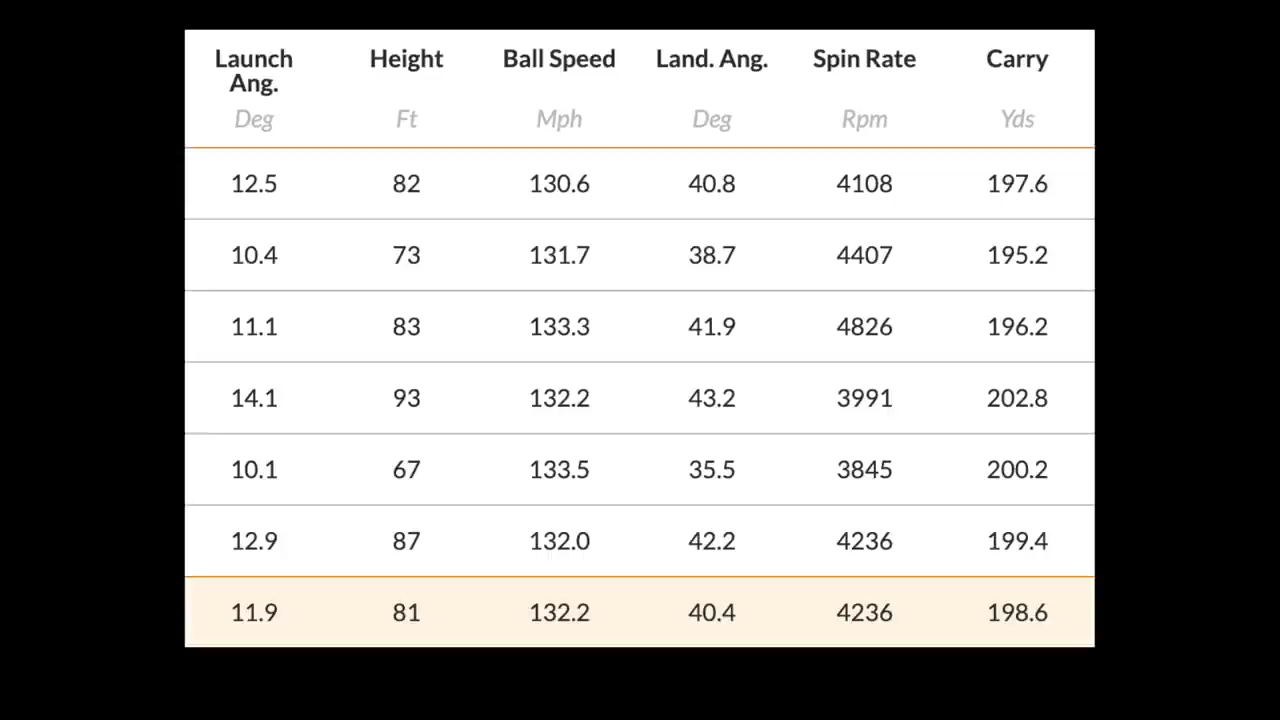 Launch Ang. Height Ball Speed Land. Ang. Spin Rate Carry
Deg Ft Mph Deg Rpm Yds
12.5 82 130.6 40.8 4108 197.6
10.4 73 131.7 38.7 4407 195.2
11.1 83 133.3 41.9 4826 196.2
14.1 93 132.2 43.2 3991 202.8
10.1 67 133.5 35.5 3845 200.2
12.9 87 132.0 42.2 4236 199.4
11.9 81 132.2 40.4 4236 198.6